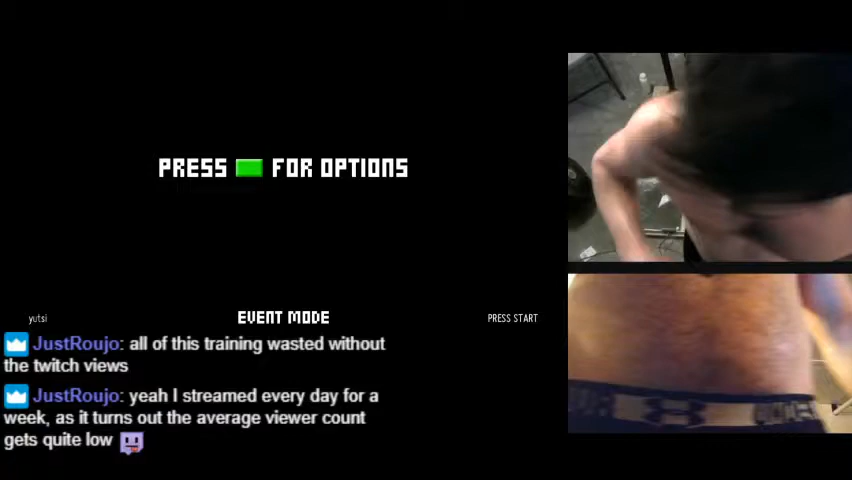 PRESS FOR OPTIONS
yutsi
EVENT MODE
PRESS START
JustRoujo: all of this training wasted without
the twitch views
JustRoujo: yeah I streamed every day for a
week, as it turns out the average viewer count
gets quite low